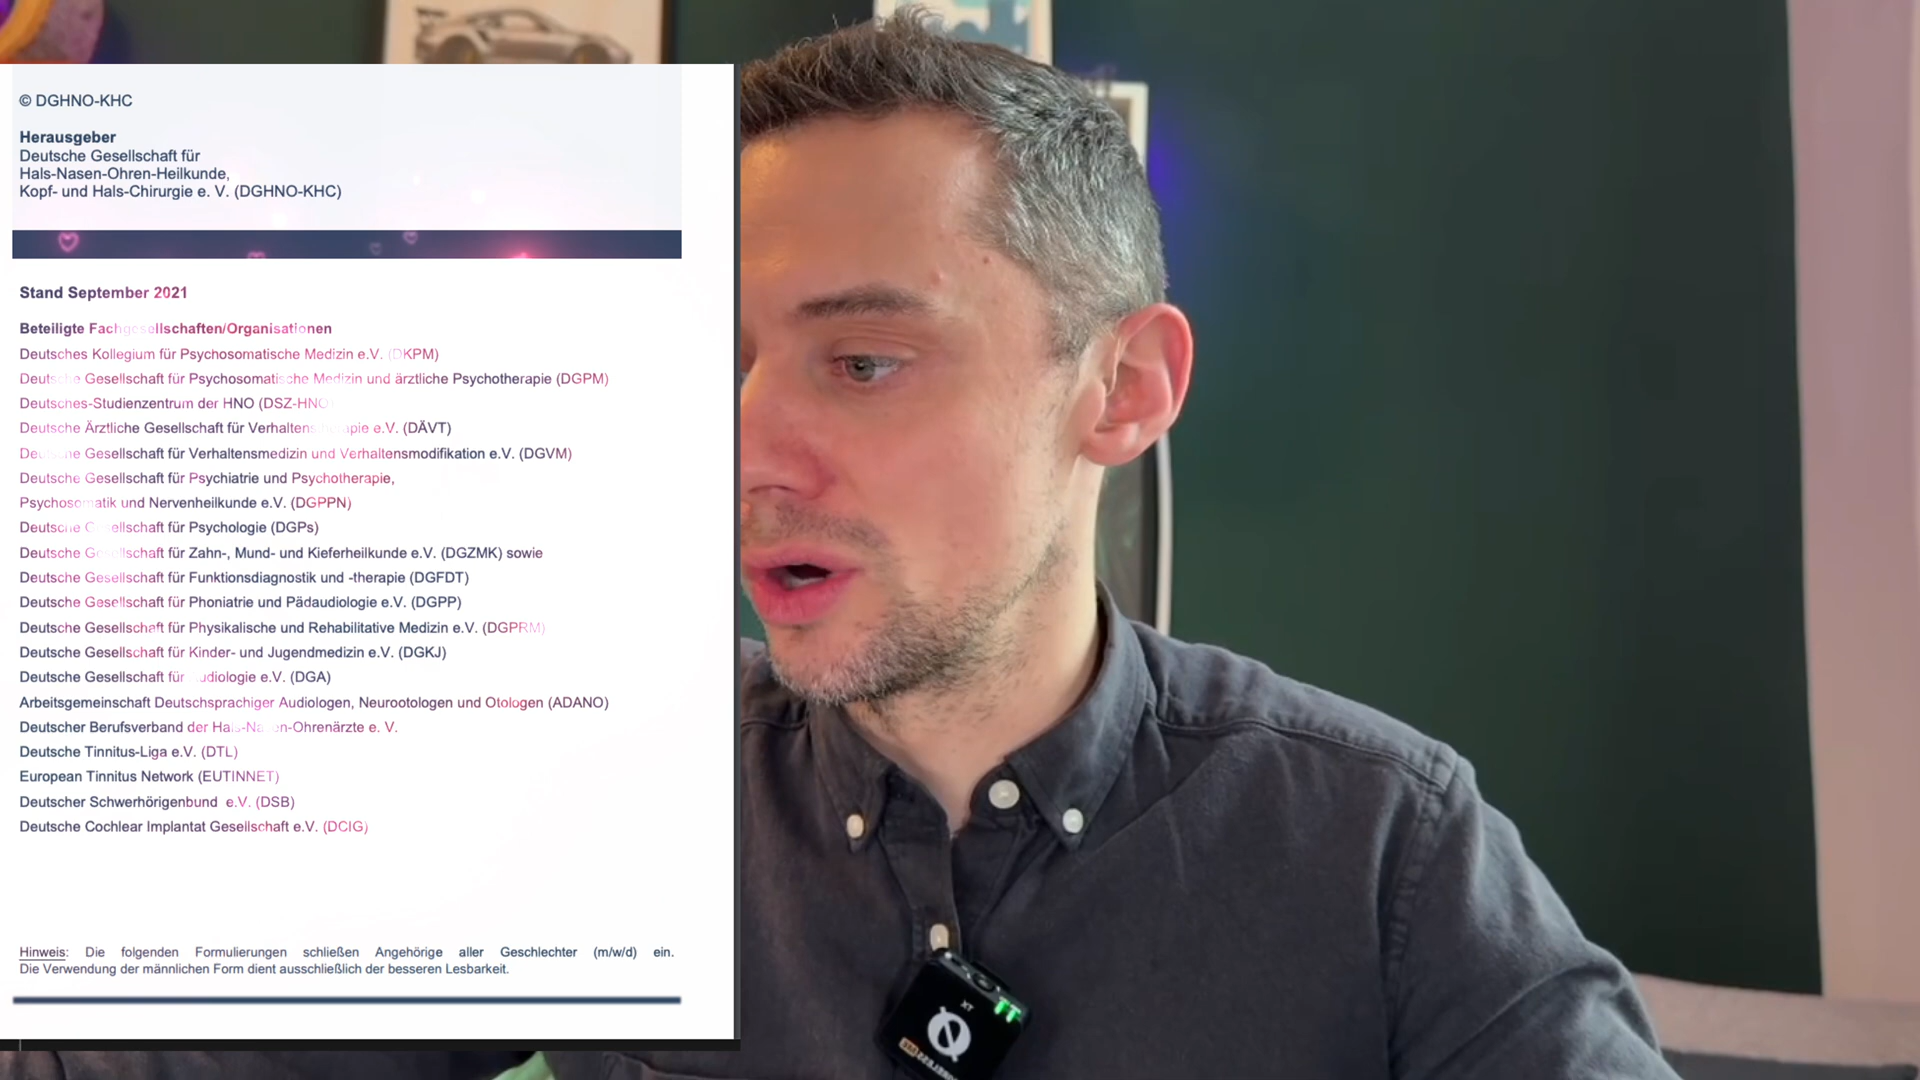 © DGHNO-KHC
Herausgeber
Deutsche Gesellschaft für
Hals-Nasen-Ohren-Heilkunde,
Kopf- und Hals-Chirurgie e. V. (DGHNO-KHC)
Stand September 2021
Beteiligte Fachgesellschaften/Organisationen
Deutsches Kollegium für Psychosomatische Medizin e.V. (DKPM)
Deutsche Gesellschaft für Psychosomatische Medizin und ärztliche Psychotherapie (DGPM)
Deutsches-Studienzentrum der HNO (DSZ-HNO)
Deutsche Ärztliche Gesellschaft für Verhaltenstherapie e.V. (DÄVT)
Deutsche Gesellschaft für Verhaltensmedizin und Verhaltensmodifikation e.V. (DGVM)
Deutsche Gesellschaft für Psychiatrie und Psychotherapie,
Psychosomatik und Nervenheilkunde e.V. (DGPPN)
Deutsche Gesellschaft für Psychologie (DGPs)
Deutsche Gesellschaft für Zahn-, Mund- und Kieferheilkunde e.V. (DGZMK) sowie
Deutsche Gesellschaft für Funktionsdiagnostik und -therapie (DGFDT)
Deutsche Gesellschaft für Phoniatrie und Pädaudiologie e.V. (DGPP)
Deutsche Gesellschaft für Physikalische und Rehabilitative Medizin e.V. (DGPRM)
Deutsche Gesellschaft für Kinder- und Jugendmedizin e.V. (DGKJ)
Deutsche Gesellschaft für Audiologie e.V. (DGA)
Arbeitsgemeinschaft Deutschsprachiger Audiologen, Neurootologen und Otologen (ADANO)
Deutscher Berufsverband der Hals-Nasen-Ohrenärzte e. V.
Deutsche Tinnitus-Liga e.V. (DTL)
European Tinnitus Network (EUTINNET)
Deutscher Schwerhörigenbund e.V. (DSB)
Deutsche Cochlear Implantat Gesellschaft e.V. (DCIG)
Hinweis: Die folgenden Formulierungen schließen Angehörige aller Geschlechter (m/w/d) ein.
Die Verwendung der männlichen Form dient ausschließlich der besseren Lesbarkeit.